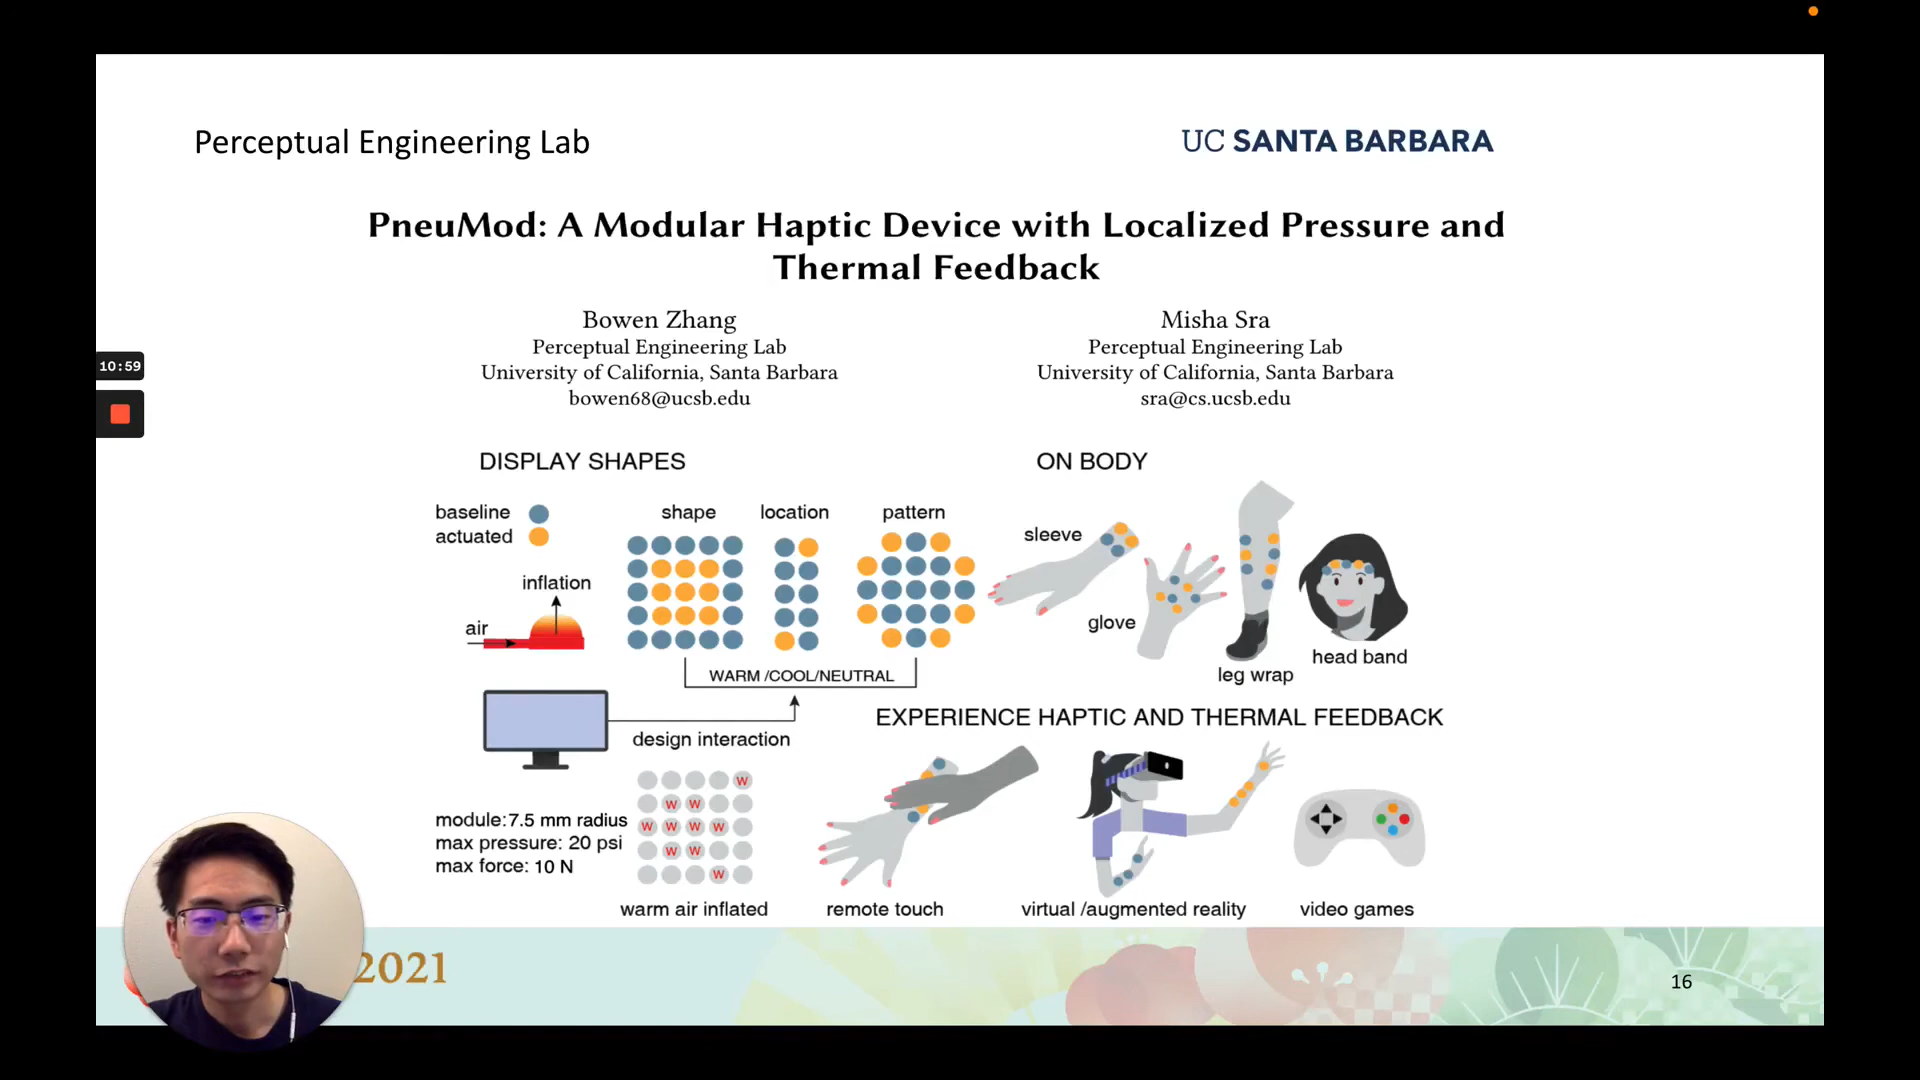 Perceptual Engineering Lab
UC SANTA BARBARA
PneuMod: A Modular Haptic Device with Localized Pressure and
Thermal Feedback
Bowen Zhang
Perceptual Engineering Lab
University of California, Santa Barbara
bowen68@ucsb.edu
Misha Sra
Perceptual Engineering Lab
University of California, Santa Barbara
sra@cs.ucsb.edu
10:59
DISPLAY SHAPES
baseline
actuated
inflation
air
shape
location
pattern
WARM /COOL/NEUTRAL
design interaction
module: 7.5 mm radius
max pressure: 20 psi
max force: 10 N
W
W W
W W W W
W W
W
warm air inflated
ON BODY
sleeve
glove
leg wrap
head band
EXPERIENCE HAPTIC AND THERMAL FEEDBACK
remote touch
virtual /augmented reality
video games
2021
16